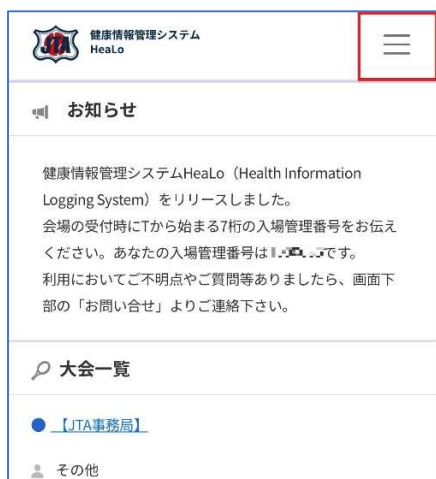 JTA
健康情報管理システム
HeaLo
お知らせ
健康情報管理システムHeaLo（Health Information
Logging System）をリリースしました。
会場の受付時にTから始まる7桁の入場管理番号をお伝え
ください。あなたの入場管理番号は です。
利用においてご不明点やご質問等ありましたら、画面下
部の「お問い合せ」よりご連絡下さい。
大会一覧
【JTA事務局】
その他